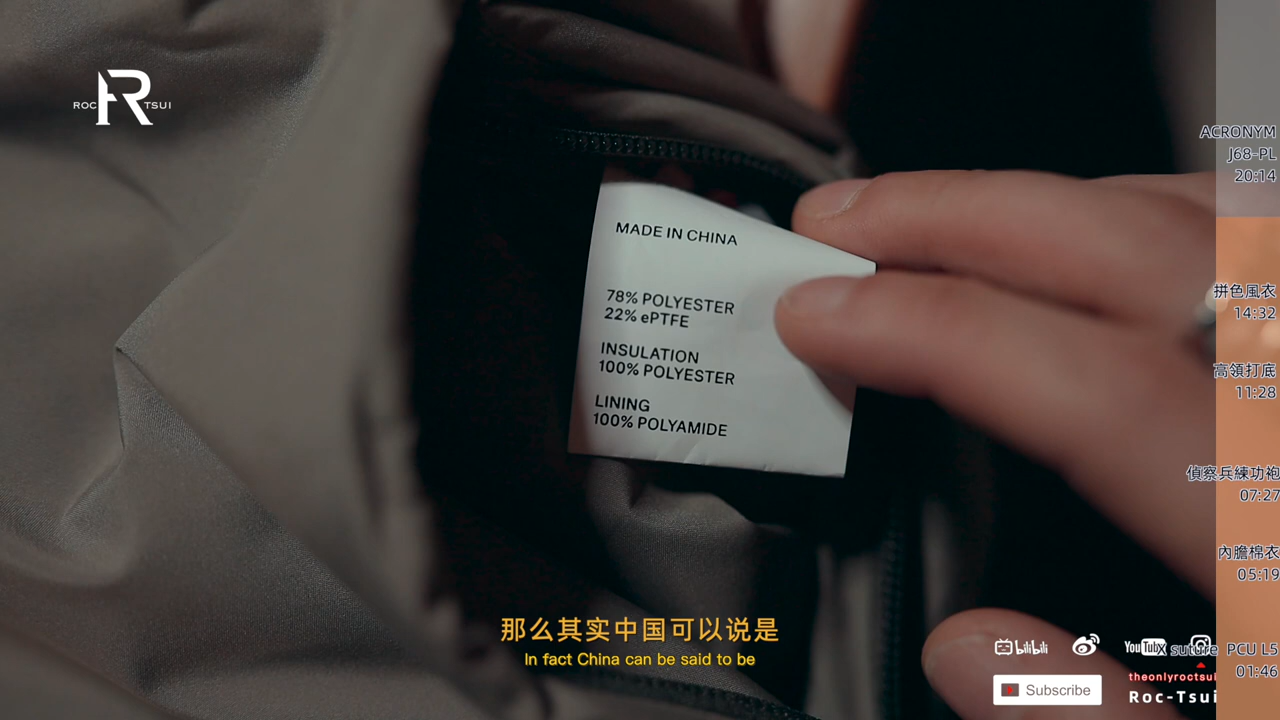 ROC R TSUI
MADE IN CHINA
78% POLYESTER
22% ePTFE
INSULATION
100% POLYESTER
LINING
100% POLYAMIDE
ACRONYM
J68-PL
20:14
拼色風衣
14:32
高領打底
11:28
偵察兵練功袍
07:27
內膽棉衣
05:19
PCU L5
01:46
那么其实中国可以说是
In fact China can be said to be
bilibili
YouTube
X suture
theonlyroctsui
Subscribe
Roc-Tsui